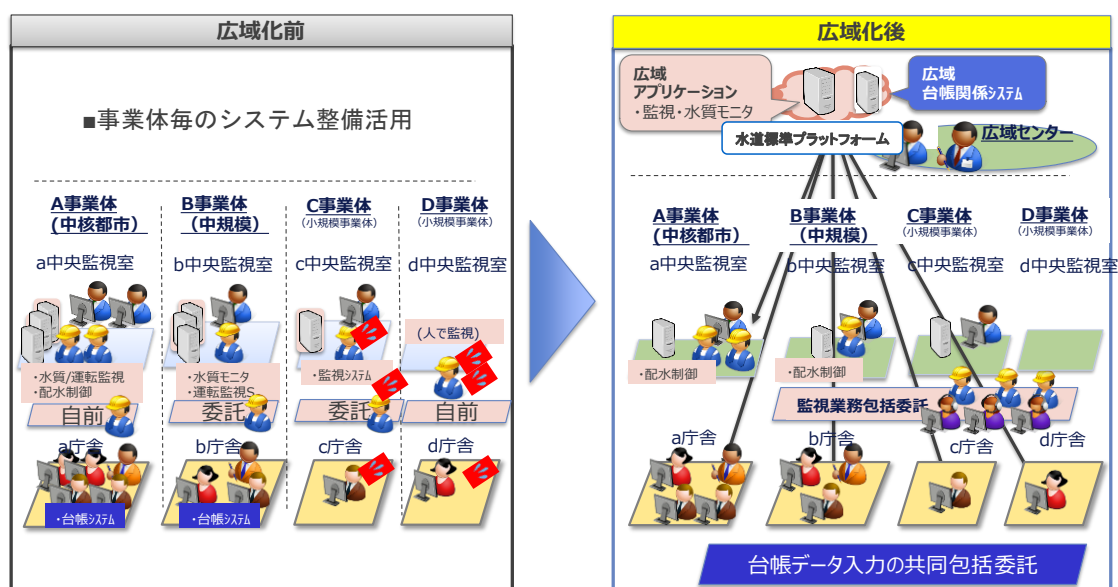 広域化前
■事業体毎のシステム整備活用
A事業体
（中核都市）
B事業体
（中規模）
C事業体
（小規模事業体）
D事業体
（小規模事業体）
a中央監視室
b中央監視室
c中央監視室
d中央監視室
(人で監視)
・水質/運転監視
・配水制御
・水質モニタ
・運転監視S
・監視システム
自前
委託
委託
自前
a庁舎
b庁舎
c庁舎
d庁舎
・台帳システム
・台帳システム
広域化後
広域
アプリケーション
・監視・水質モニタ
広域
台帳関係システム
水道標準プラットフォーム
広域センター
A事業体
（中核都市）
B事業体
（中規模）
C事業体
（小規模事業体）
D事業体
（小規模事業体）
a中央監視室
b中央監視室
c中央監視室
d中央監視室
・配水制御
・配水制御
監視業務包括委託
a庁舎
b庁舎
c庁舎
d庁舎
台帳データ入力の共同包括委託